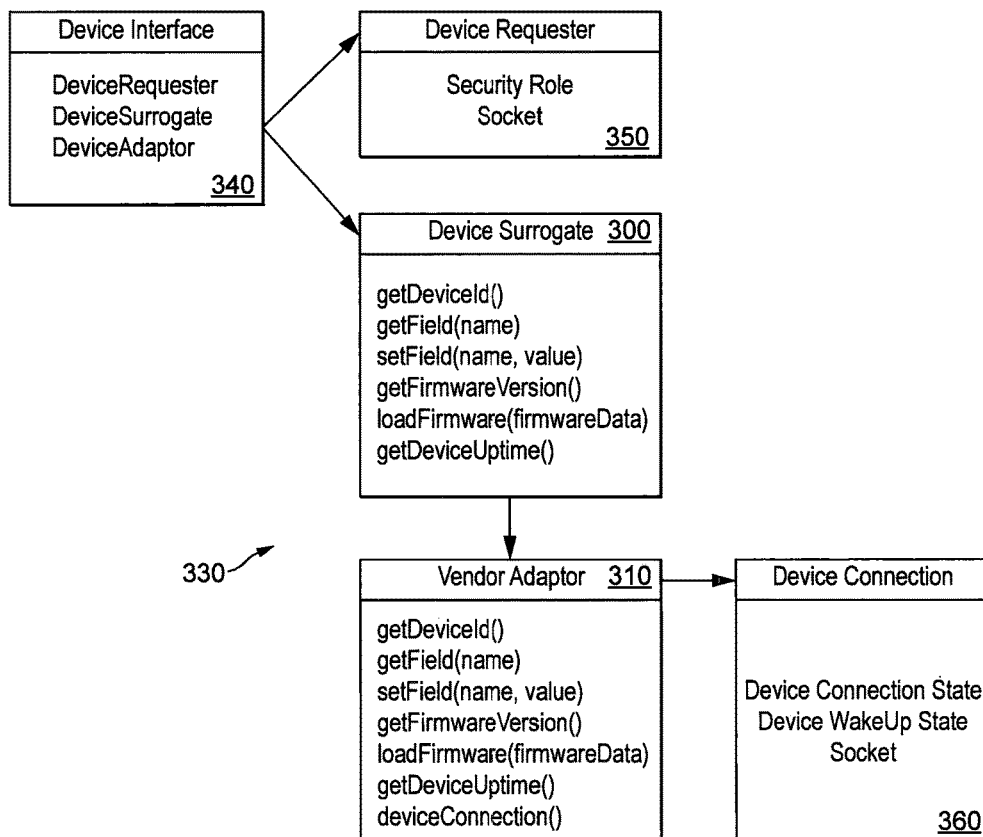 Device Interface
DeviceRequester
DeviceSurrogate
DeviceAdaptor
340
Device Requester
Security Role
Socket
350
Device Surrogate 300
getDeviceId()
getField(name)
setField(name, value)
getFirmwareVersion()
loadFirmware(firmwareData)
getDeviceUptime()
330
Vendor Adaptor 310
getDeviceId()
getField(name)
setField(name, value)
getFirmwareVersion()
loadFirmware(firmwareData)
getDeviceUptime()
deviceConnection()
Device Connection
Device Connection State
Device WakeUp State
Socket
360